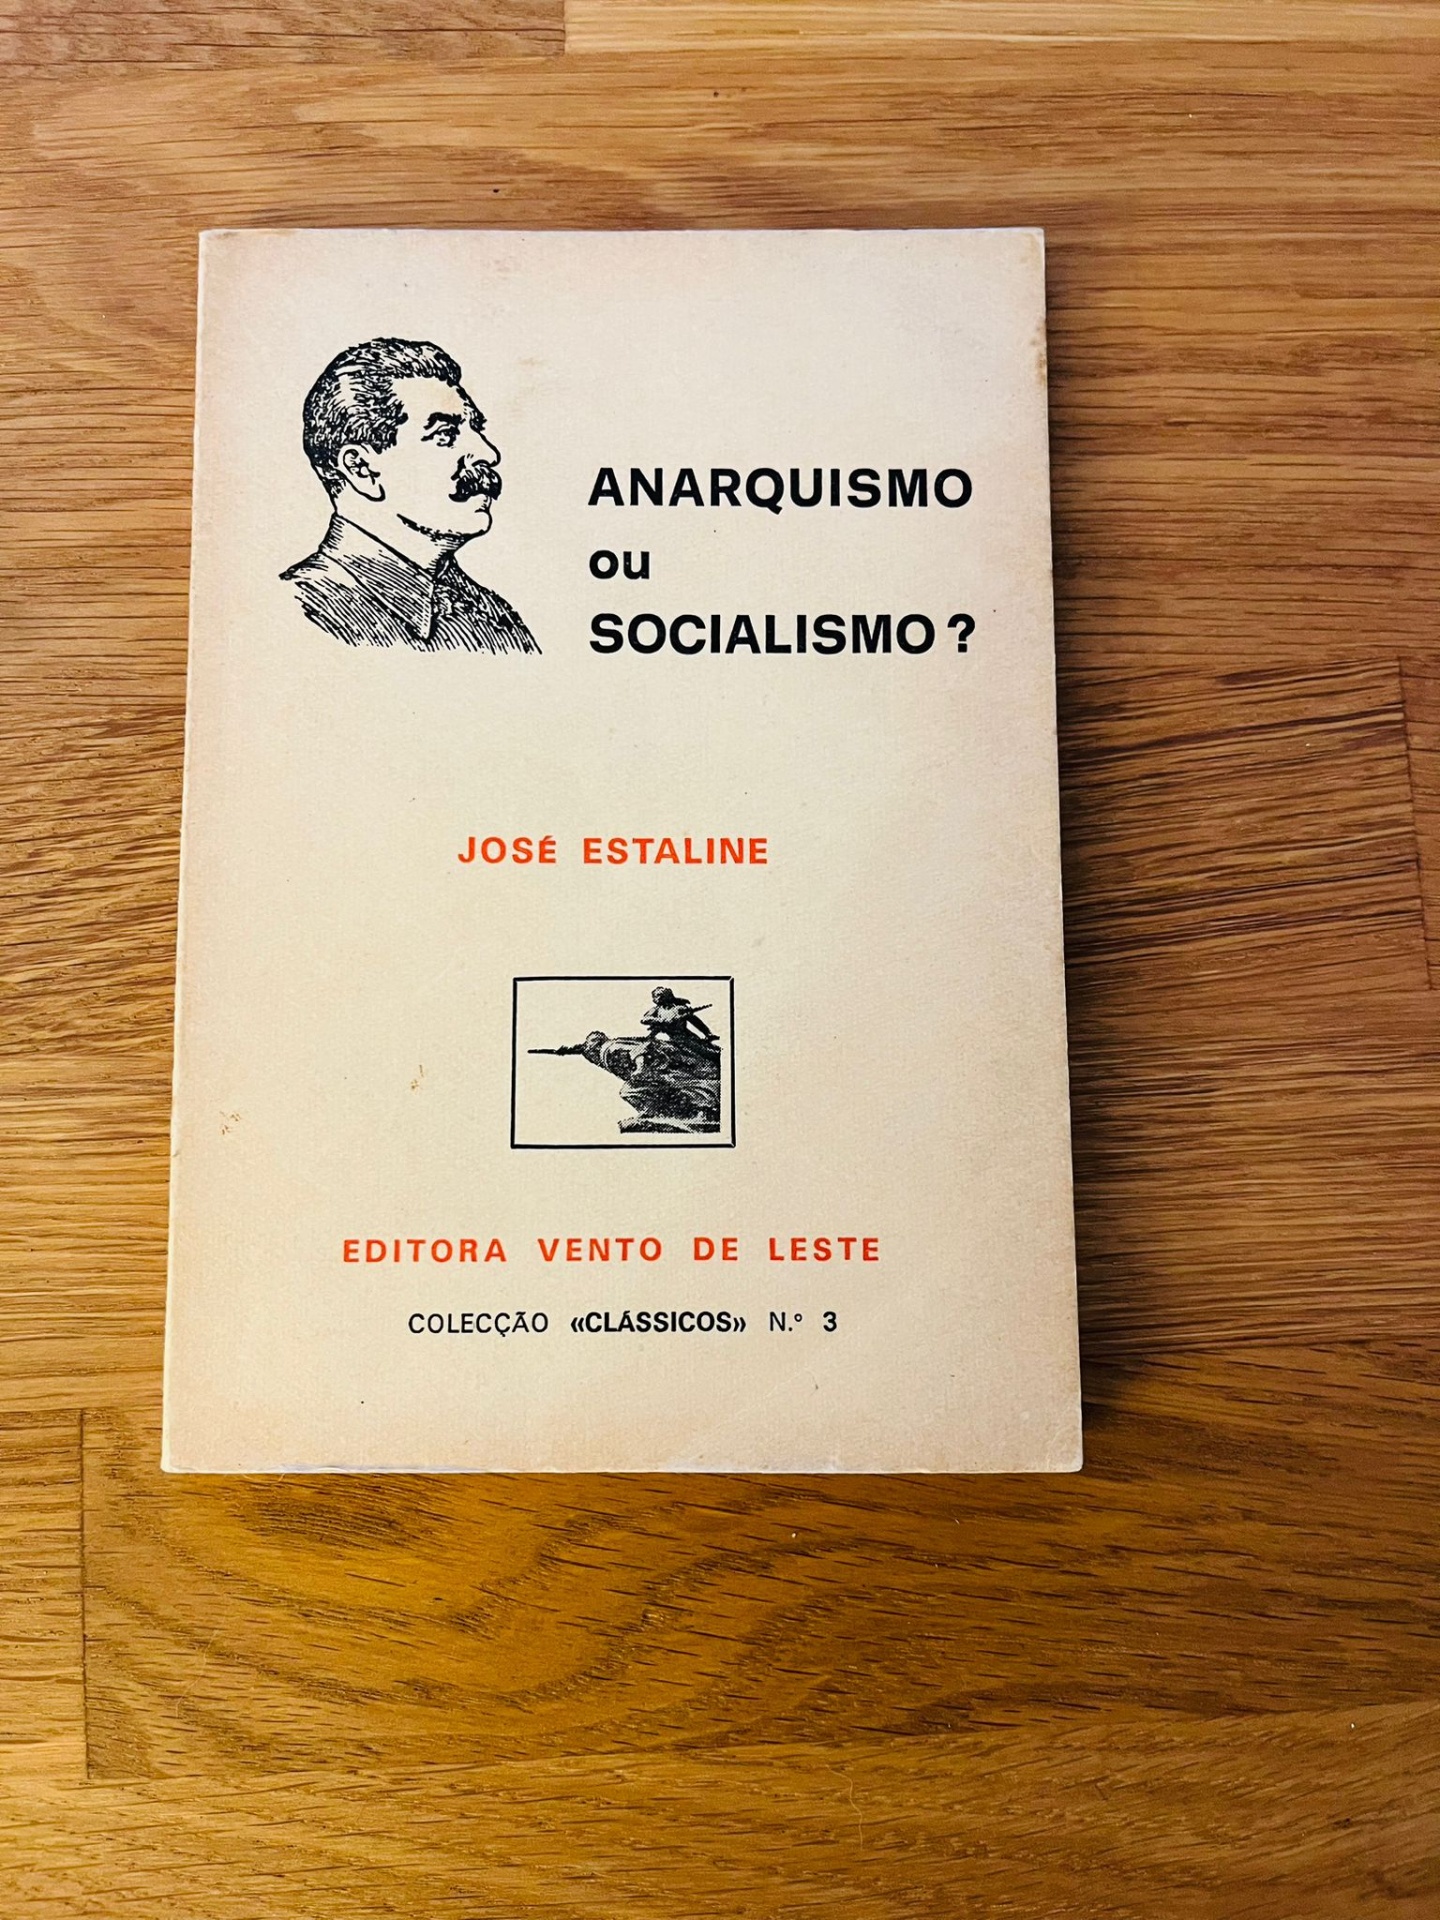 ANARQUISMO
ou
SOCIALISMO ?
JOSÉ ESTALINE
EDITORA VENTO DE LESTE
COLECÇÃO «CLÁSSICOS» N.º 3